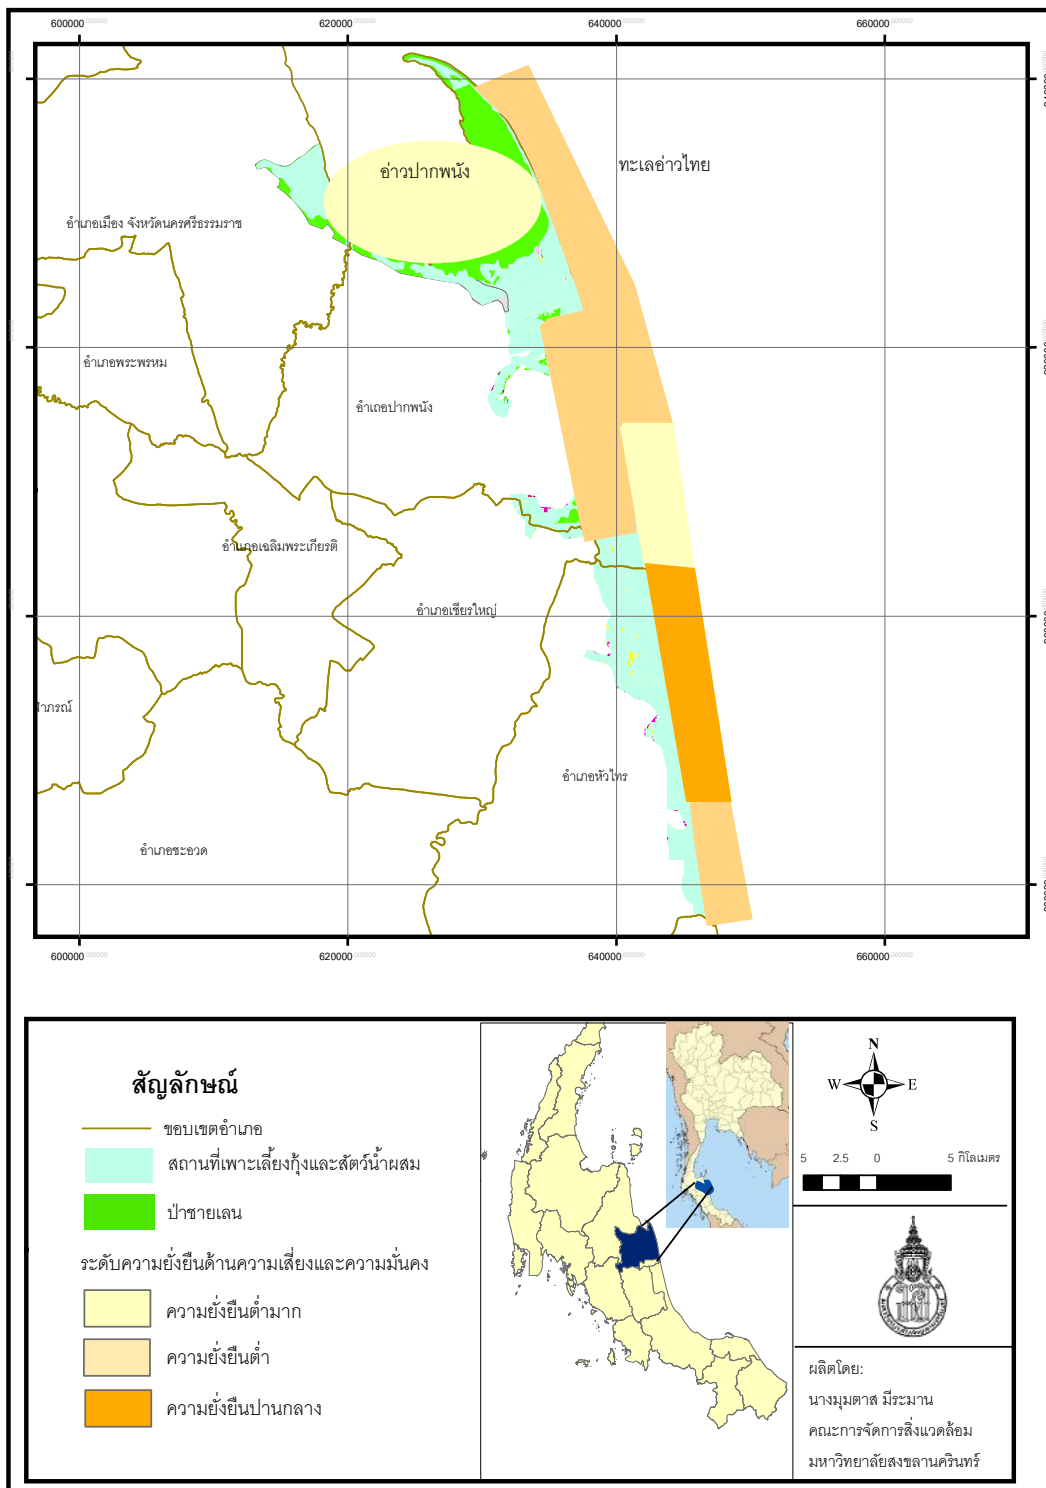 600000 620000 640000 660000
อ่าวปากพนัง
ทะเลอ่าวไทย
อำเภอเมือง จังหวัดนครศรีธรรมราช
อำเภอพระพรหม
อำเถอปากพนัง
อำเภอเฉลิมพระเกียรติ
อำเภอเชียรใหญ่
าภรณ์
อำเภอหัวไทร
อำเภอชะอวด
600000 620000 640000 660000
สัญลักษณ์
ขอบเขตอำเภอ
สถานที่เพาะเลี้ยงกุ้งและสัตว์น้ำผสม
ป่าชายเลน
ระดับความยั่งยืนด้านความเสี่ยงและความมั่นคง
ความยั่งยืนต่ำมาก
ความยั่งยืนต่ำ
ความยั่งยืนปานกลาง
N
W E
S
5 2.5 0 5 กิโลเมตร
ผลิตโดย:
นางมุมตาส มีระมาน
คณะการจัดการสิ่งแวดล้อม
มหาวิทยาลัยสงขลานครินทร์